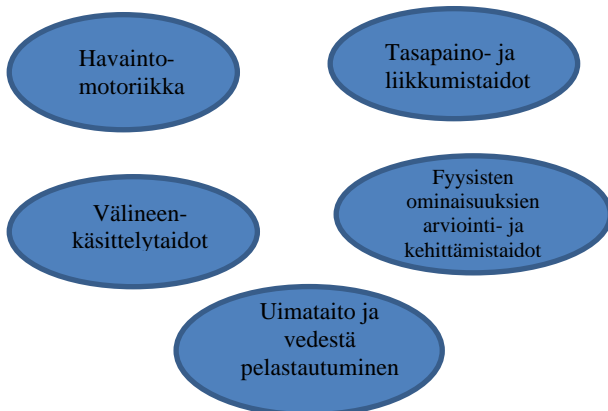 Havainto-
motoriikka
Tasapaino- ja
liikkumistaidot
Välineen-
käsittelytaidot
Fyysisten
ominaisuuksien
arviointi- ja
kehittämistaidot
Uimataito ja
vedestä
pelastautuminen